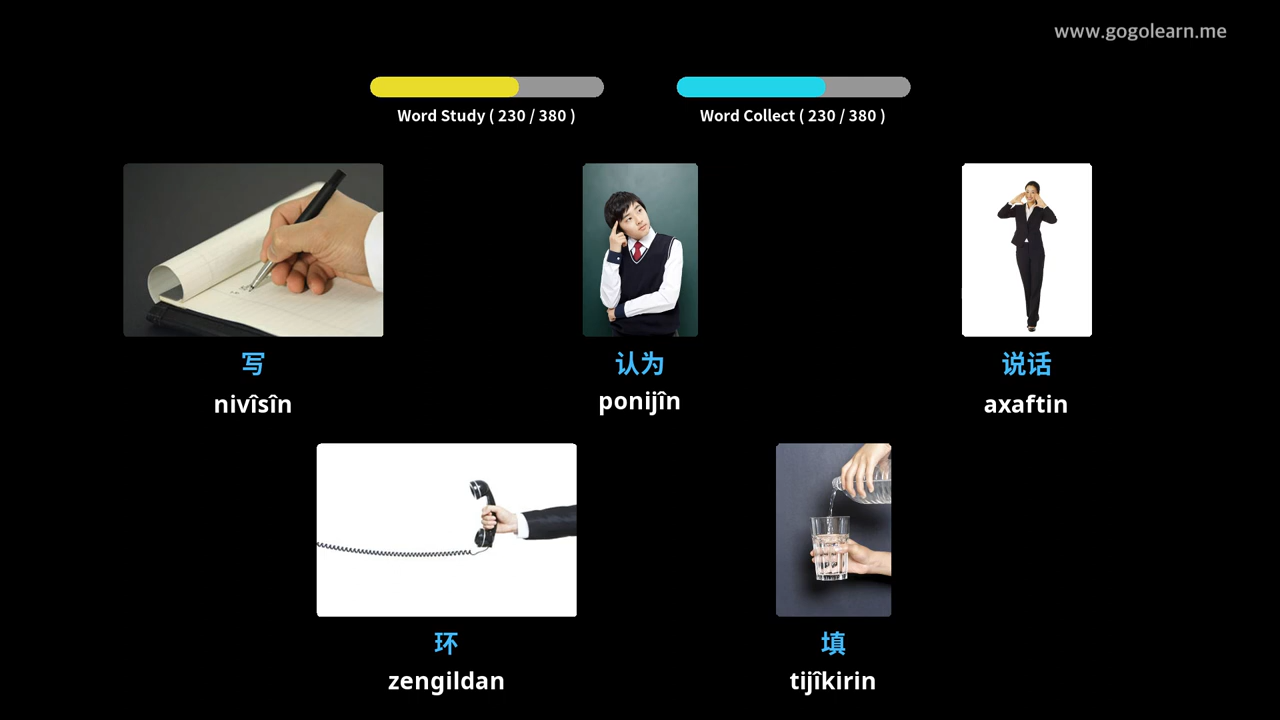 www.gogolearn.me
Word Study ( 230 / 380 )
Word Collect ( 230 / 380 )
写
认为
说话
nivîsîn
ponijîn
axaftin
环
填
zengildan
tijîkirin